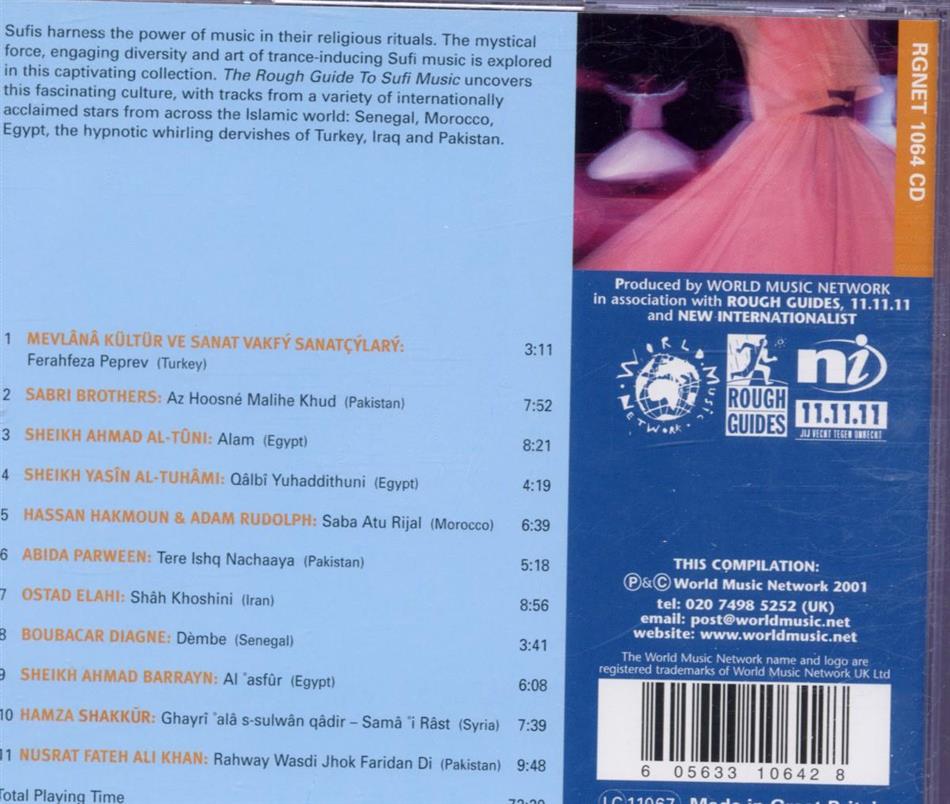 Sufis harness the power of music in their religious rituals. The mystical
force, engaging diversity and art of trance-inducing Sufi music is explored
in this captivating collection. The Rough Guide To Sufi Music uncovers
this fascinating culture, with tracks from a variety of internationally
acclaimed stars from across the Islamic world: Senegal, Morocco,
Egypt, the hypnotic whirling dervishes of Turkey, Iraq and Pakistan.
1 MEVLÂNÂ KÜLTÜR VE SANAT VAKFÝ SANATÇÝLARÝ: 3:11
Ferahfeza Peprev (Turkey)
2 SABRI BROTHERS: Az Hoosné Malihe Khud (Pakistan) 7:52
3 SHEIKH AHMAD AL-TÛNI: Alam (Egypt) 8:21
4 SHEIKH YASÎN AL-TUHÂMI: Qâlbî Yuhaddithuni (Egypt) 4:19
5 HASSAN HAKMOUN & ADAM RUDOLPH: Saba Atu Rijal (Morocco) 6:39
6 ABIDA PARWEEN: Tere Ishq Nachaaya (Pakistan) 5:18
7 OSTAD ELAHI: Shâh Khoshini (Iran) 8:56
8 BOUBACAR DIAGNE: Dèmbe (Senegal) 3:41
9 SHEIKH AHMAD BARRAYN: Al ʿasfûr (Egypt) 6:08
10 HAMZA SHAKKÛR: Ghayrî ʿalâ s-sulwân qâdir – Samâ ʿi Râst (Syria) 7:39
11 NUSRAT FATEH ALI KHAN: Rahway Wasdi Jhok Faridan Di (Pakistan) 9:48
Total Playing Time
RGNET 1064 CD
Produced by WORLD MUSIC NETWORK
in association with ROUGH GUIDES, 11.11.11
and NEW INTERNATIONALIST
WORLD MUSIC NETWORK
ROUGH
GUIDES
ni
11.11.11
JIJ VECHT TEGEN ONRECHT
THIS COMPILATION:
℗&© World Music Network 2001
tel: 020 7498 5252 (UK)
email: post@worldmusic.net
website: www.worldmusic.net
The World Music Network name and logo are
registered trademarks of World Music Network UK Ltd
6 05633 10642 8
LC 11067